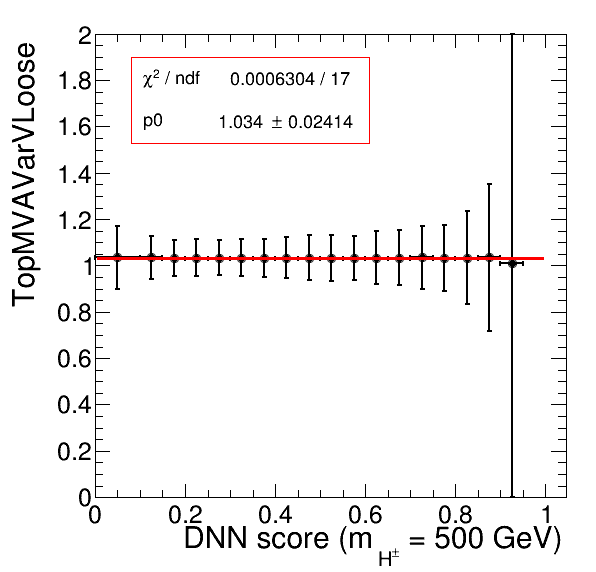 TopMVAVarVLoose
2
1.8
1.6
1.4
1.2
1
0.8
0.6
0.4
0.2
0
χ² / ndf 0.0006304 / 17
p0 1.034 ± 0.02414
0 0.2 0.4 0.6 0.8 1
DNN score (m_H± = 500 GeV)